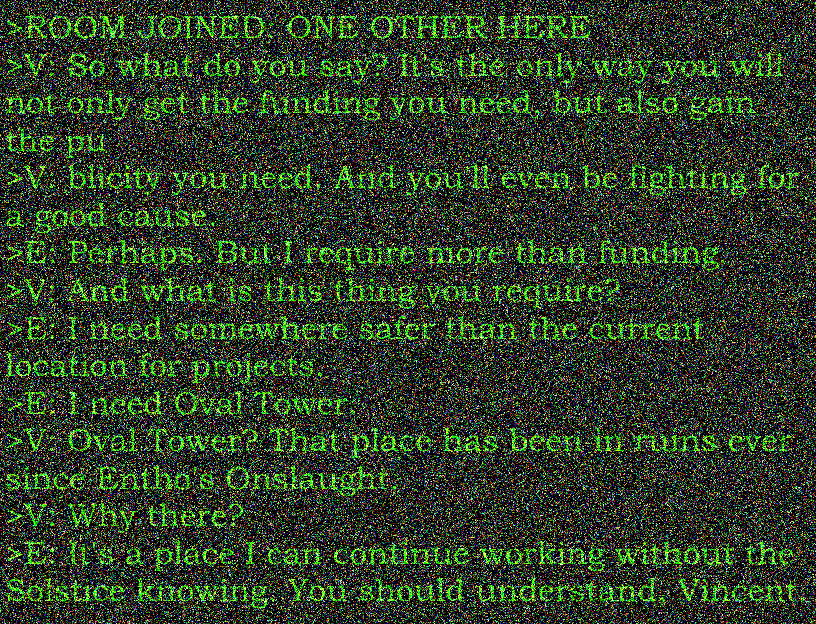 >ROOM JOINED. ONE OTHER HERE
>V: So what do you say? It's the only way you will
not only get the funding you need, but also gain
the pu
>V: blicity you need. And you'll even be fighting for
a good cause.
>E: Perhaps. But I require more than funding.
>V: And what is this thing you require?
>E: I need somewhere safer than the current
location for projects.
>E: I need Oval Tower.
>V: Oval Tower? That place has been in ruins ever
since Entho's Onslaught.
>V: Why there?
>E: It's a place I can continue working without the
Solstice knowing. You should understand, Vincent.